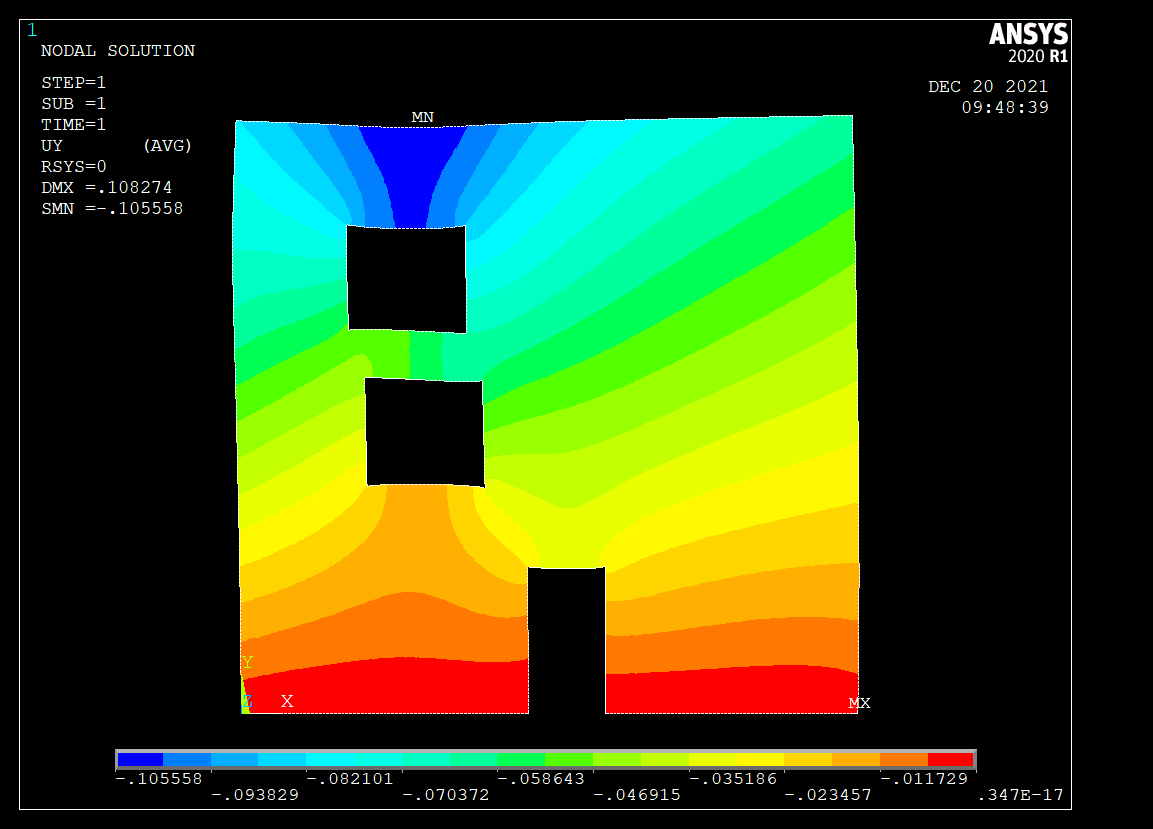 1
ANSYS
2020 R1
NODAL SOLUTION
STEP=1
SUB =1
TIME=1
UY (AVG)
RSYS=0
DMX =.108274
SMN =-.105558
DEC 20 2021
09:48:39
MN
Y
Z X
MX
-.105558 -.082101 -.058643 -.035186 -.011729
-.093829 -.070372 -.046915 -.023457 .347E-17